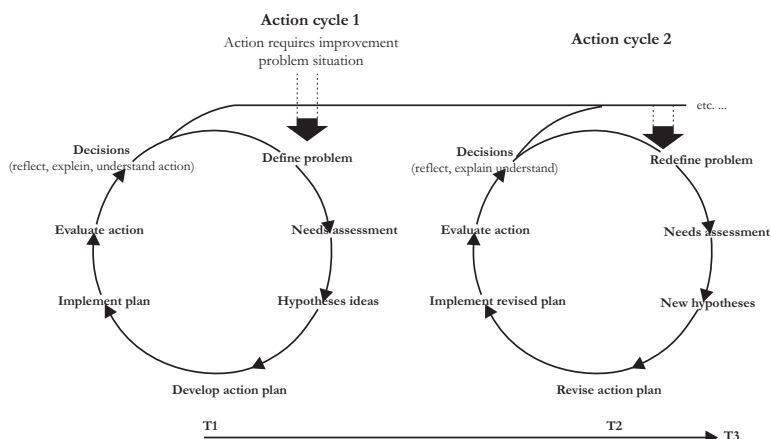 Action cycle 1
Action requires improvement
problem situation
Decisions
(reflect, explein, understand action)
Define problem
Evaluate action
Needs assessment
Implement plan
Hypotheses ideas
Develop action plan
Action cycle 2
etc. ...
Decisions
(reflect, explain understand)
Redefine problem
Evaluate action
Needs assessment
Implement revised plan
New hypotheses
Revise action plan
T1
T2
T3